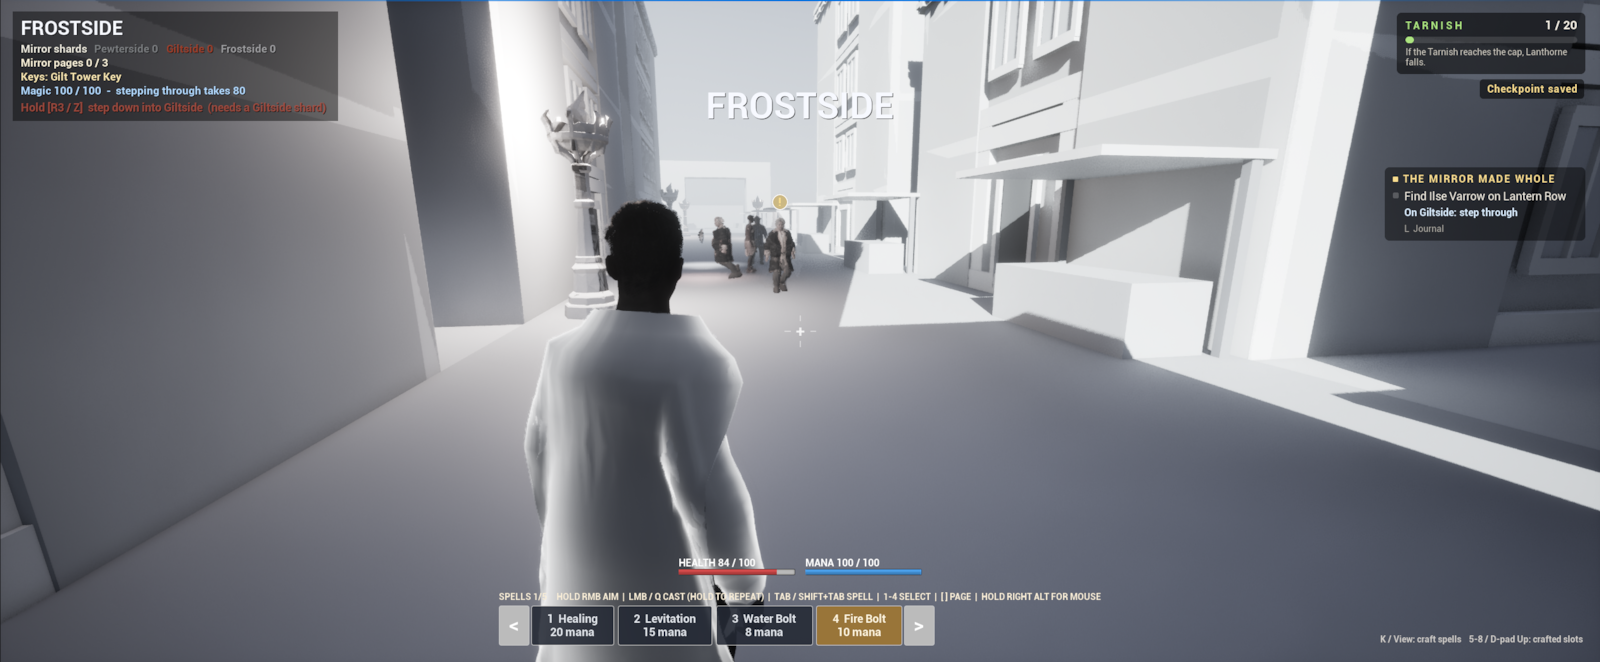 FROSTSIDE
Mirror shards Pewterside 0 Giltside 0 Frostside 0
Mirror pages 0 / 3
Keys: Gilt Tower Key
Magic 100 / 100 - stepping through takes 80
Hold [R3 / Z] step down into Giltside (needs a Giltside shard)
FROSTSIDE
TARNISH 1 / 20
If the Tarnish reaches the cap, Lanthorne
falls.
Checkpoint saved
THE MIRROR MADE WHOLE
Find Ilse Varrow on Lantern Row
On Giltside: step through
L Journal
!
HEALTH 84 / 100 MANA 100 / 100
SPELLS 1/ HOLD RMB AIM | LMB / Q CAST (HOLD TO REPEAT) | TAB / SHIFT+TAB SPELL | 1-4 SELECT | [ ] PAGE | HOLD RIGHT ALT FOR MOUSE
< 1 Healing 2 Levitation 3 Water Bolt 4 Fire Bolt >
20 mana 15 mana 8 mana 10 mana
K / View: craft spells 5-8 / D-pad Up: crafted slots